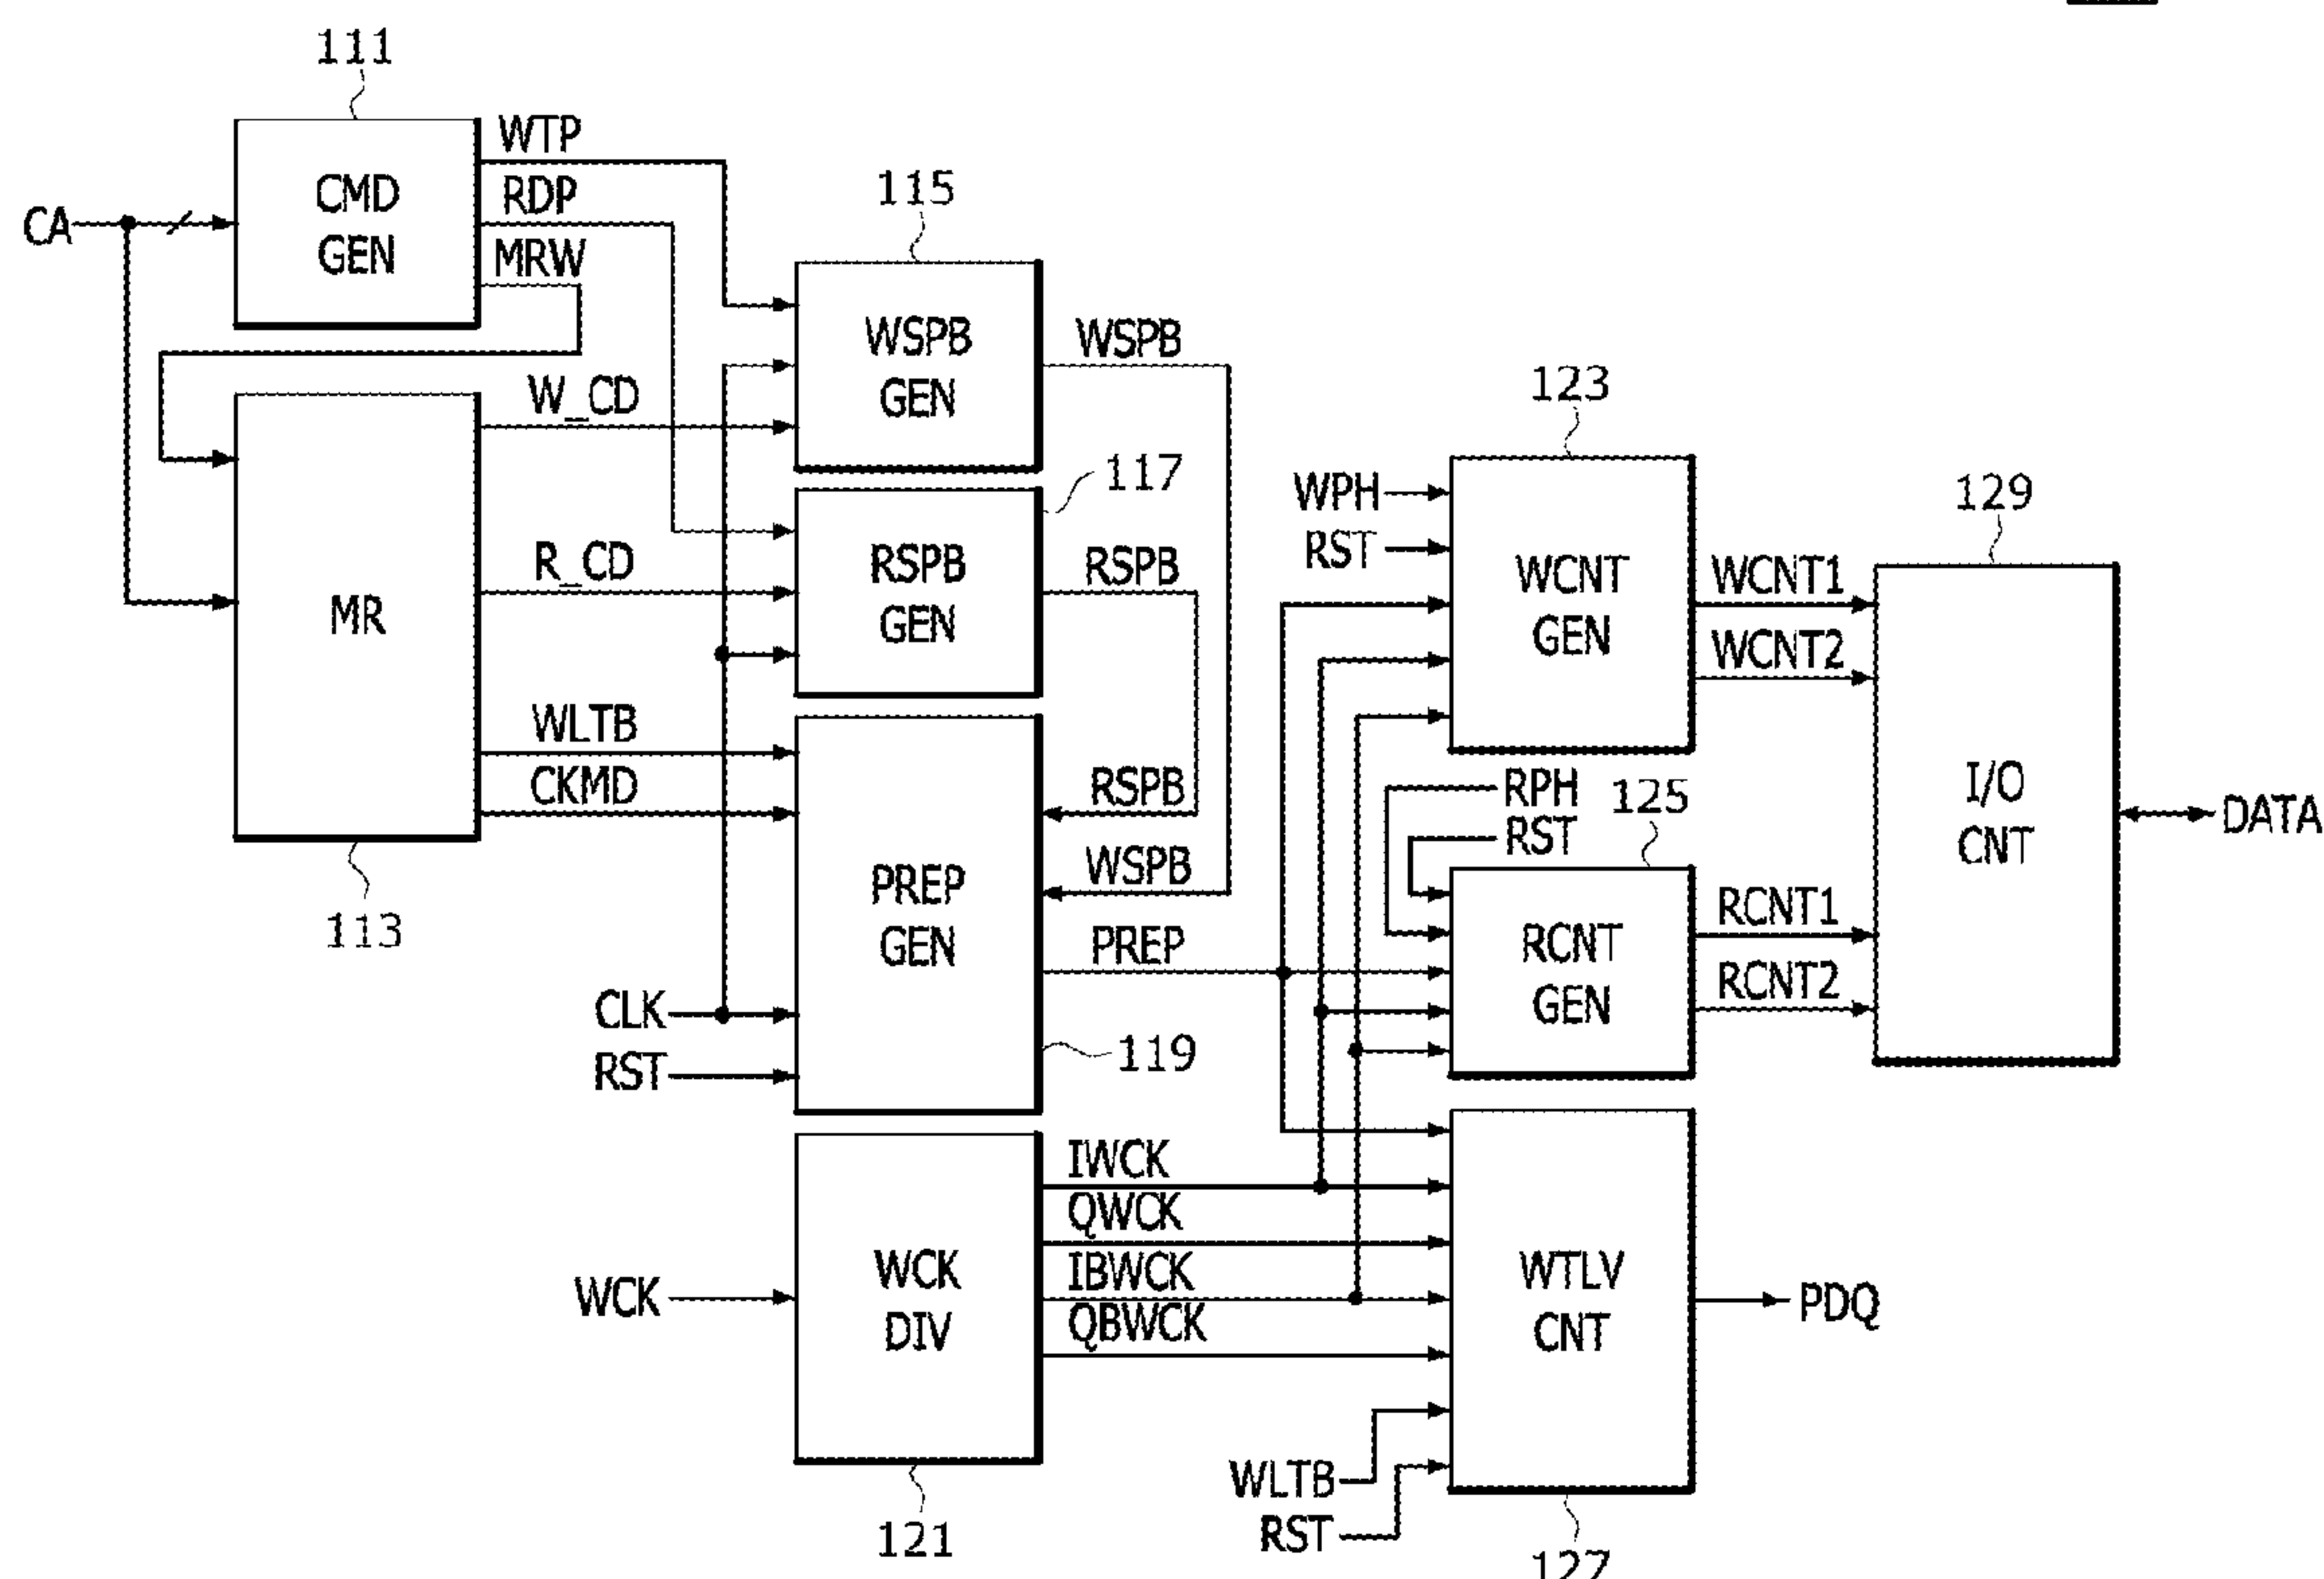 111
CMD
GEN
CA
WTP
RDP
MRW
MR
113
W_CD
R_CD
WLTB
CKMD
115
WSPB
GEN
WSPB
117
RSPB
GEN
RSPB
RSPB
WSPB
PREP
GEN
PREP
CLK
RST
119
WCK
WCK
DIV
121
IWCK
QWCK
IBWCK
QBWCK
123
WPH
RST
WCNT
GEN
WCNT1
WCNT2
RPH
RST
125
RCNT
GEN
RCNT1
RCNT2
129
I/O
CNT
DATA
WTLV
CNT
PDQ
WLTB
RST
127